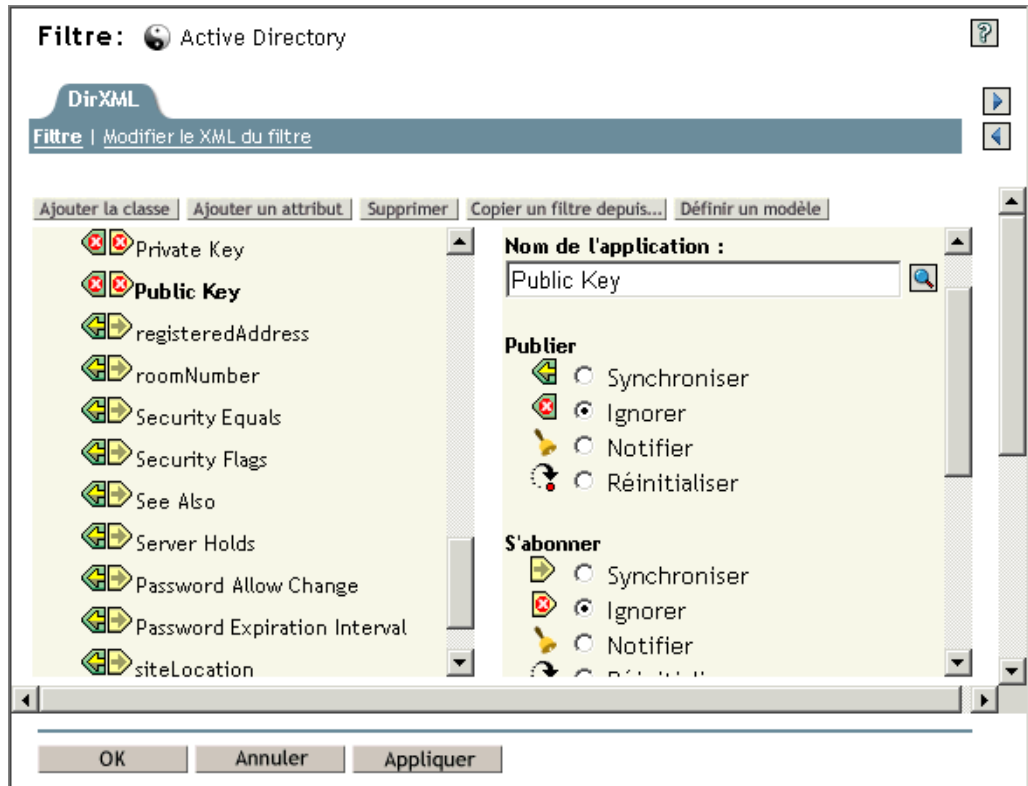 Filtre: Active Directory
DirXML
Filtre | Modifier le XML du filtre
Ajouter la classe Ajouter un attribut Supprimer Copier un filtre depuis... Définir un modèle
Private Key
Public Key
registeredAddress
roomNumber
Security Equals
Security Flags
See Also
Server Holds
Password Allow Change
Password Expiration Interval
siteLocation
Nom de l'application :
Public Key
Publier
Synchroniser
Ignorer
Notifier
Réinitialiser
S'abonner
Synchroniser
Ignorer
Notifier
OK Annuler Appliquer